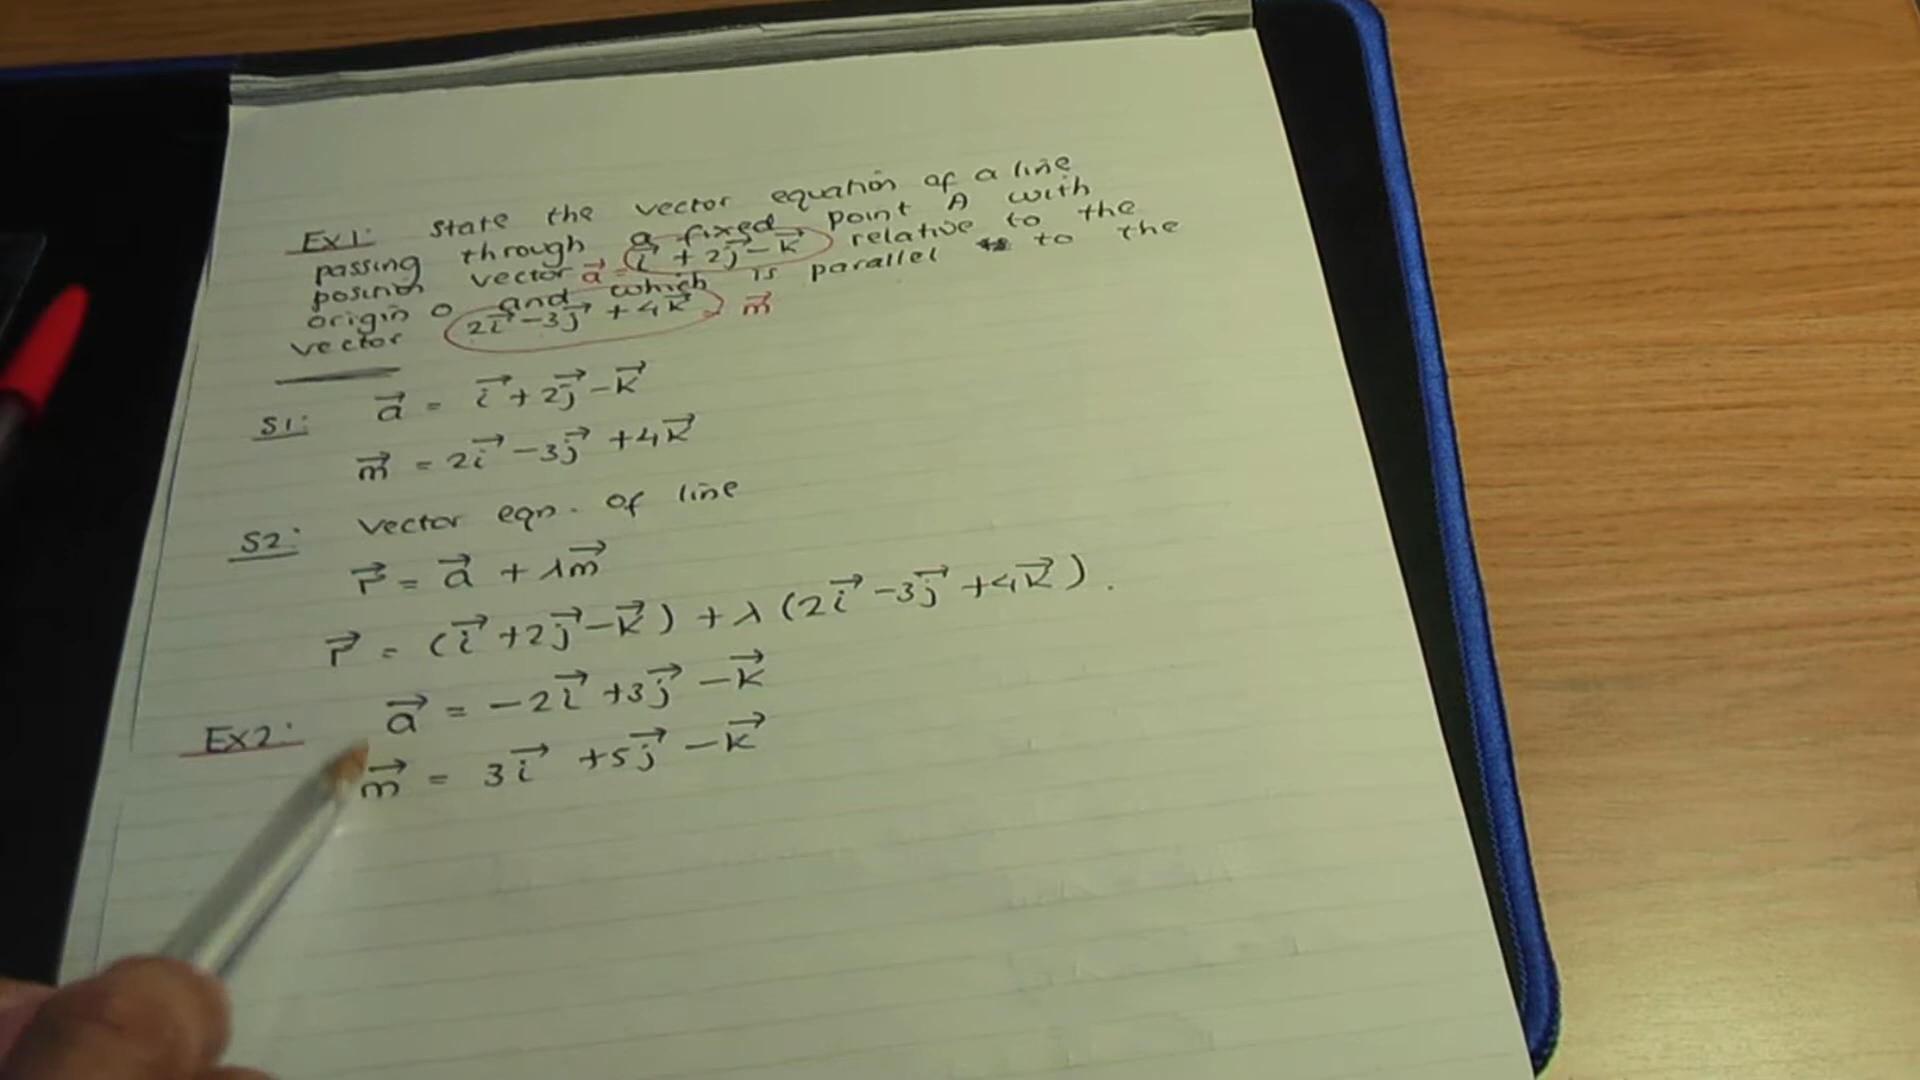 Ex1: State the vector equation of a line
passing through a fixed point A with
position vector a⃗ = i⃗ + 2j⃗ - k⃗ relative to the
origin O and which is parallel to the
vector 2i⃗ - 3j⃗ + 4k⃗ m⃗
S1: a⃗ = i⃗ + 2j⃗ - k⃗
m⃗ = 2i⃗ - 3j⃗ + 4k⃗
S2: vector eqn. of line
r⃗ = a⃗ + λm⃗
r⃗ = (i⃗ + 2j⃗ - k⃗) + λ(2i⃗ - 3j⃗ + 4k⃗).
Ex2: a⃗ = -2i⃗ + 3j⃗ - k⃗
m⃗ = 3i⃗ + 5j⃗ - k⃗